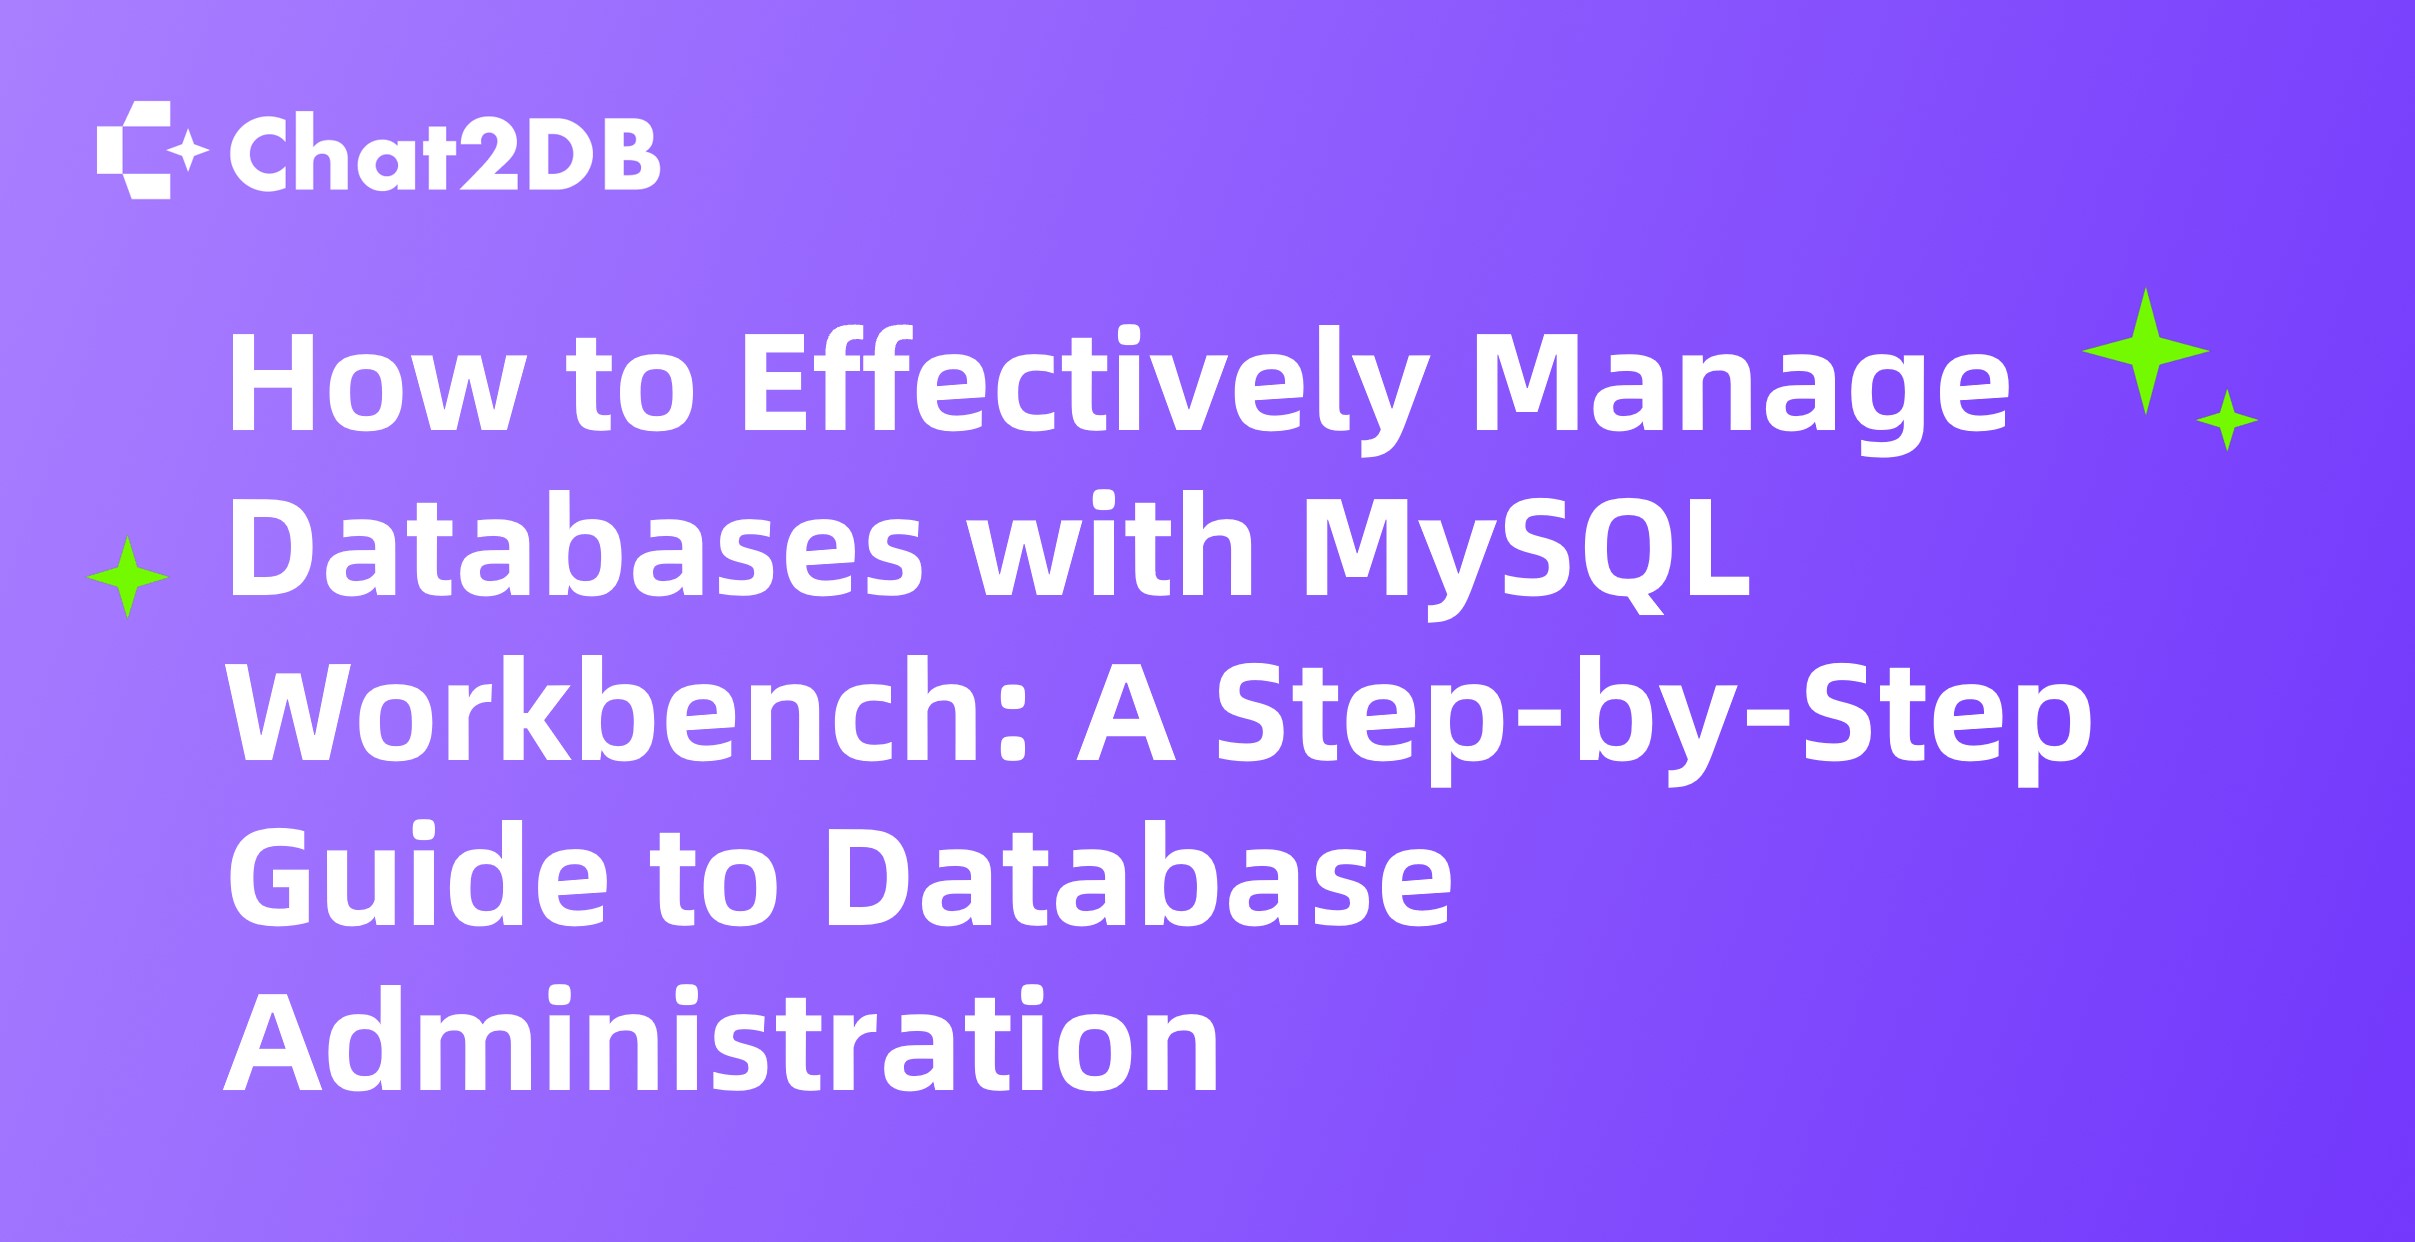 Chat2DB
How to Effectively Manage
Databases with MySQL
Workbench: A Step-by-Step
Guide to Database
Administration